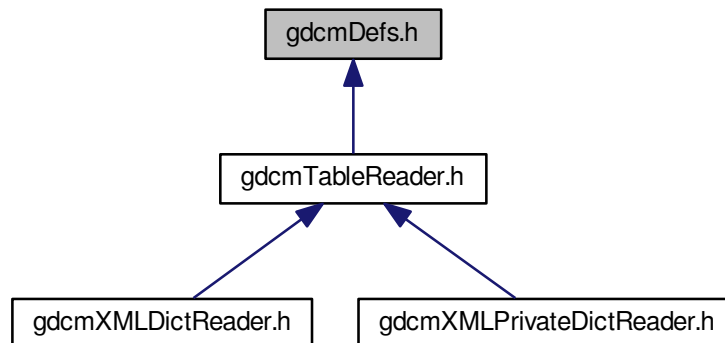 gdcmDefs.h
gdcmTableReader.h
gdcmXMLDictReader.h
gdcmXMLPrivateDictReader.h